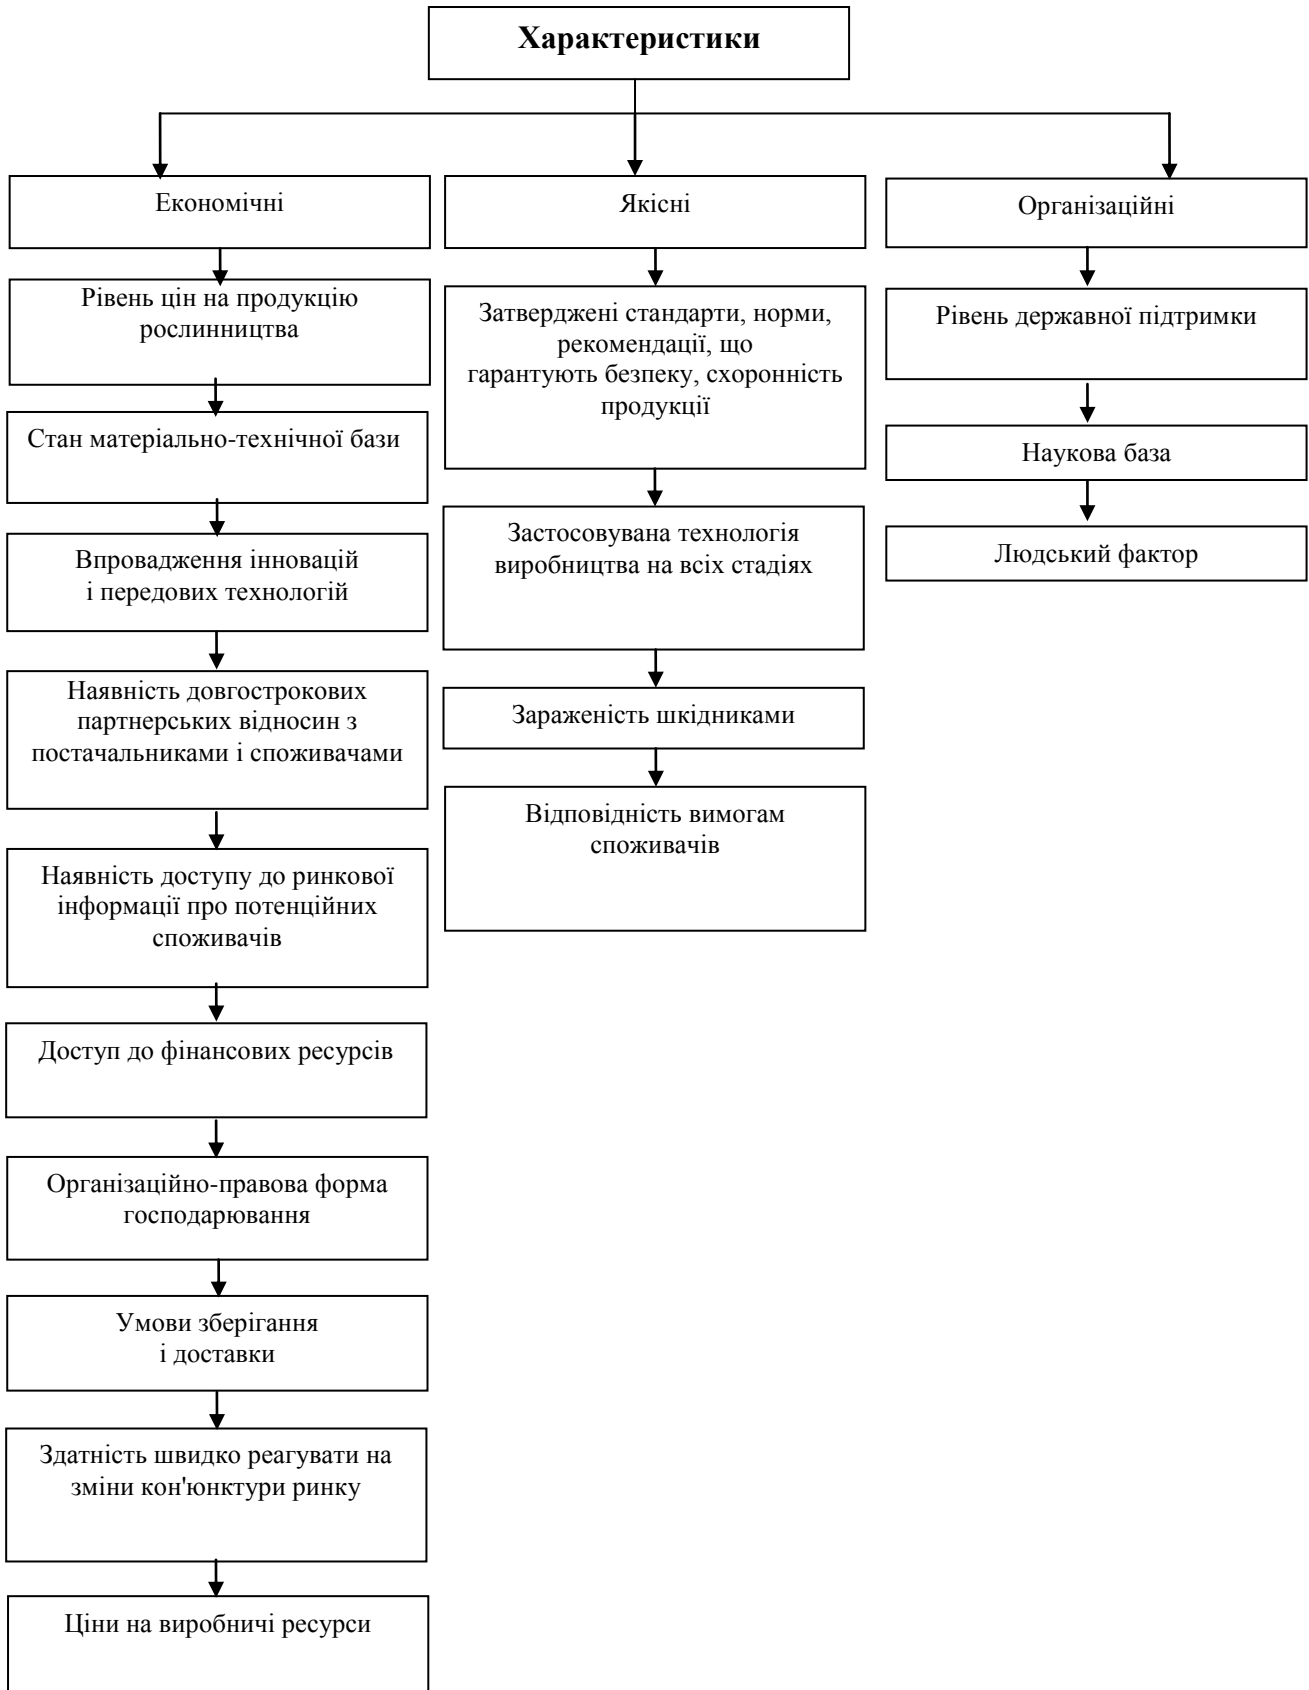 Характеристики
Економічні
Рівень цін на продукцію
рослинництва
Стан матеріально-технічної бази
Впровадження інновацій
і передових технологій
Наявність довгострокових
партнерських відносин з
постачальниками і споживачами
Наявність доступу до ринкової
інформації про потенційних
споживачів
Доступ до фінансових ресурсів
Організаційно-правова форма
господарювання
Умови зберігання
і доставки
Здатність швидко реагувати на
зміни кон'юнктури ринку
Ціни на виробничі ресурси
Якісні
Затверджені стандарти, норми,
рекомендації, що
гарантують безпеку, схоронність
продукції
Застосовувана технологія
виробництва на всіх стадіях
Зараженість шкідниками
Відповідність вимогам
споживачів
Організаційні
Рівень державної підтримки
Наукова база
Людський фактор